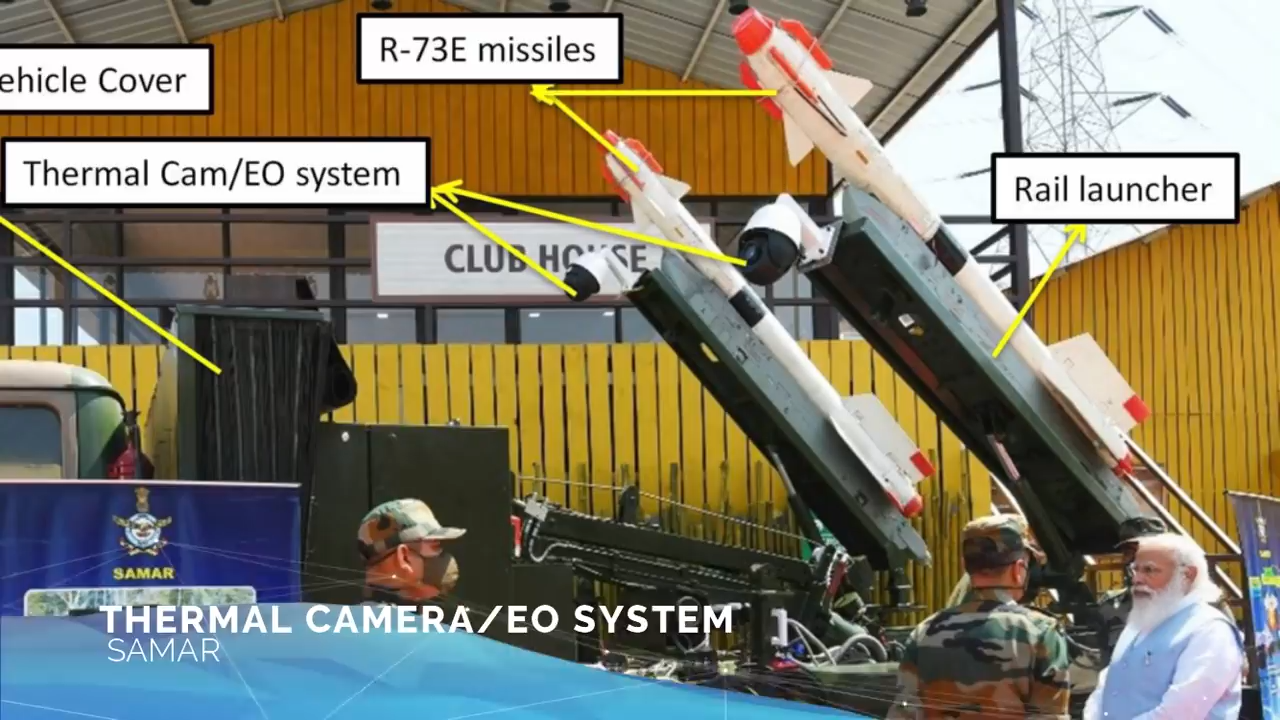 R-73E missiles
ehicle Cover
Thermal Cam/EO system
Rail launcher
CLUB HOUSE
SAMAR
THERMAL CAMERA/EO SYSTEM
SAMAR